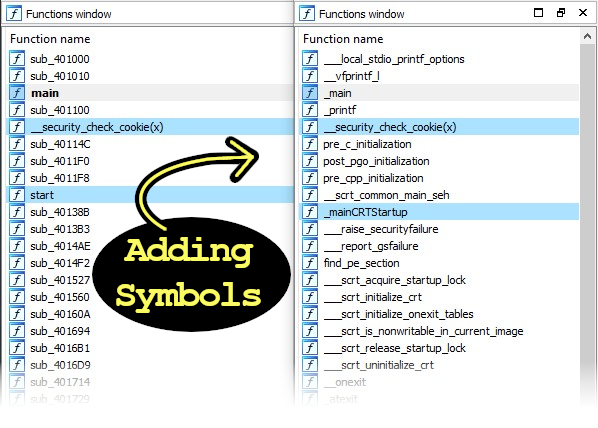 Functions window
Function name
sub_401000
sub_401010
main
sub_401100
__security_check_cookie(x)
sub_40114C
sub_4011F0
sub_4011F8
start
sub_40138B
sub_4013B3
sub_4014AE
sub_4014F2
sub_401527
sub_401560
sub_40160A
sub_401694
sub_4016B1
sub_4016D9
sub_401714
sub_401729
Adding
Symbols
Functions window
Function name
___local_stdio_printf_options
__vfprintf_l
_main
_printf
__security_check_cookie(x)
pre_c_initialization
post_pgo_initialization
pre_cpp_initialization
__scrt_common_main_seh
_mainCRTStartup
___raise_securityfailure
___report_gsfailure
find_pe_section
___scrt_acquire_startup_lock
___scrt_initialize_crt
___scrt_initialize_onexit_tables
___scrt_is_nonwritable_in_current_image
___scrt_release_startup_lock
___scrt_uninitialize_crt
__onexit
_atexit